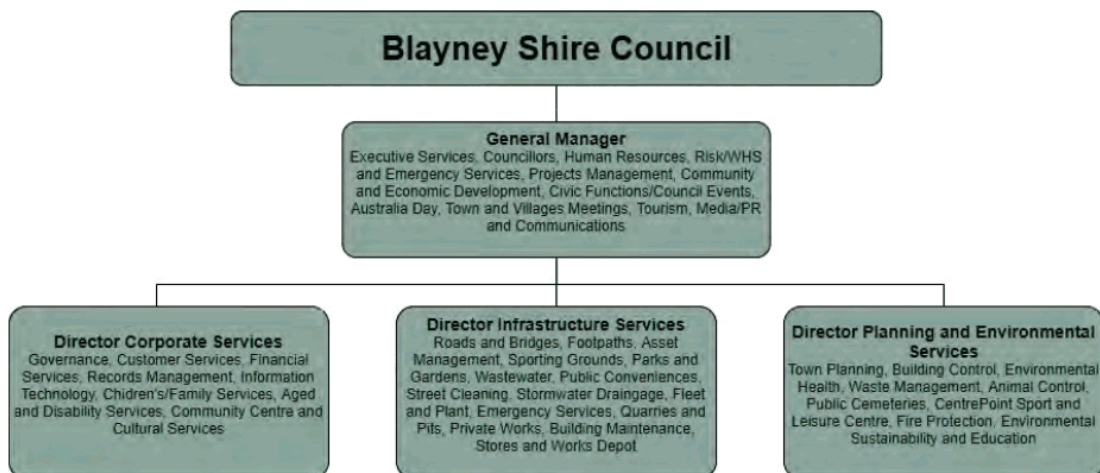 Blayney Shire Council
General Manager
Executive Services, Councillors, Human Resources, Risk/WHS
and Emergency Services, Projects Management, Community
and Economic Development, Civic Functions/Council Events,
Australia Day, Town and Villages Meetings, Tourism, Media/PR
and Communications
Director Corporate Services
Governance, Customer Services, Financial
Services, Records Management, Information
Technology, Chidren's/Family Services, Aged
and Disability Services, Community Centre and
Cultural Services
Director Infrastructure Services
Roads and Bridges, Footpaths, Asset
Management, Sporting Grounds, Parks and
Gardens, Wastewater, Public Conveniences,
Street Cleaning, Stormwater Draingage, Fleet
and Plant, Emergency Services, Quarries and
Pits, Private Works, Building Maintenance,
Stores and Works Depot
Director Planning and Environmental
Services
Town Planning, Building Control, Environmental
Health, Waste Management, Animal Control,
Public Cemeteries, CentrePoint Sport and
Leisure Centre, Fire Protection, Environmental
Sustainability and Education